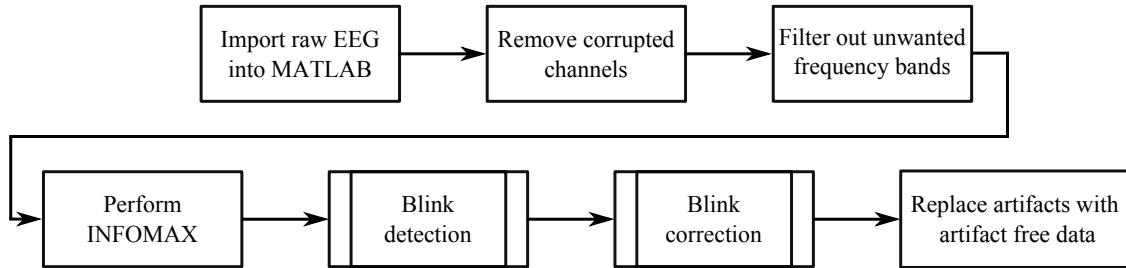 Import raw EEG
into MATLAB
Remove corrupted
channels
Filter out unwanted
frequency bands
Perform
INFOMAX
Blink
detection
Blink
correction
Replace artifacts with
artifact free data